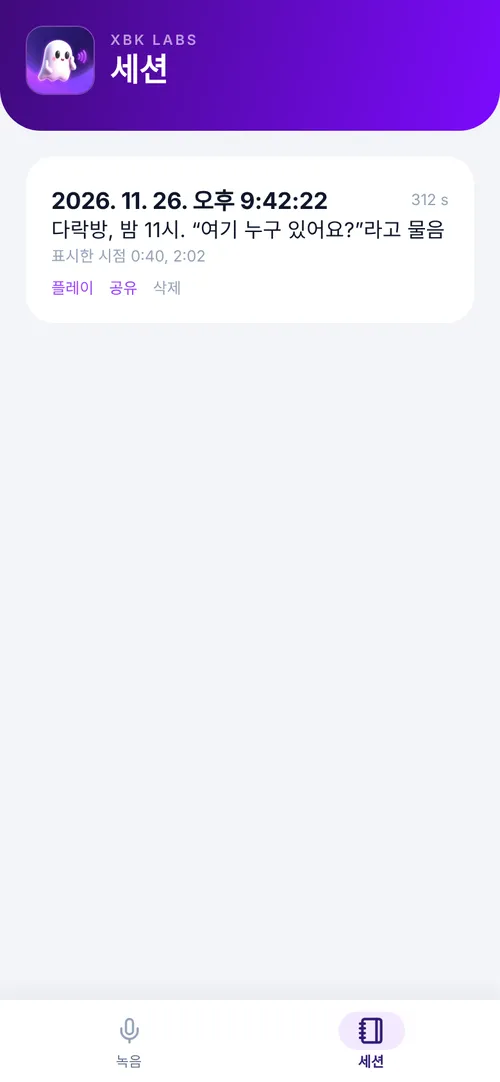 XBK LABS
세션
2026. 11. 26. 오후 9:42:22 312 s
다락방, 밤 11시. “여기 누구 있어요?”라고 물음
표시한 시점 0:40, 2:02
플레이 공유 삭제
녹음 세션